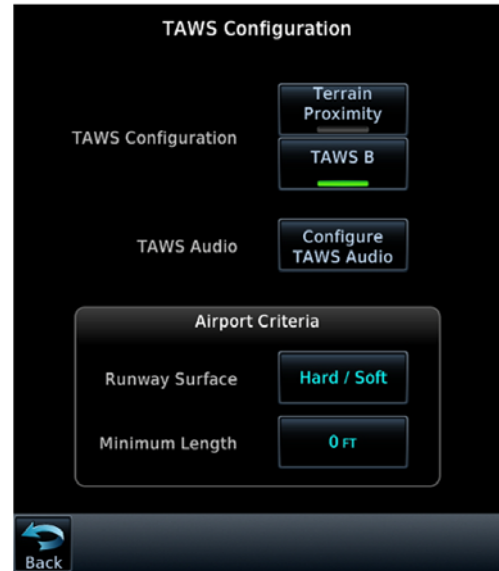 TAWS Configuration
Terrain
Proximity
TAWS Configuration
TAWS B
TAWS Audio
Configure
TAWS Audio
Airport Criteria
Runway Surface
Hard / Soft
Minimum Length
0 FT
Back